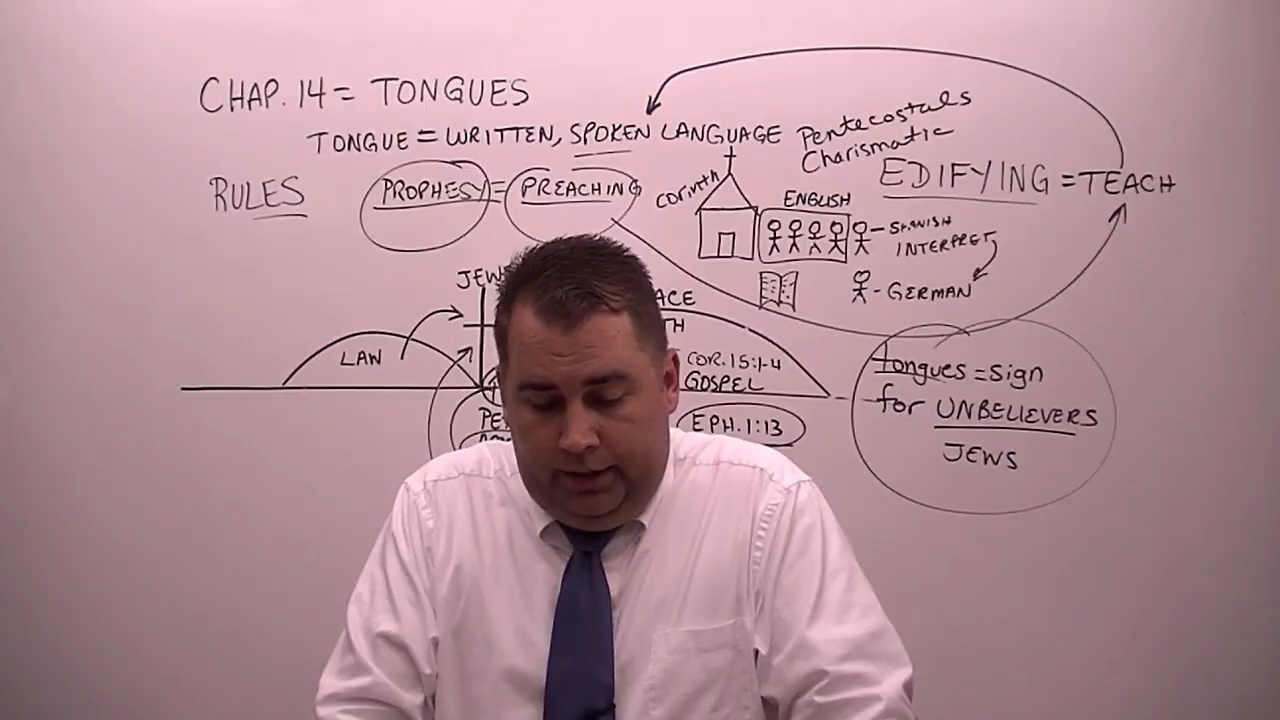 CHAP. 14 = TONGUES
TONGUE = WRITTEN, SPOKEN LANGUAGE
Pentecostals
Charismatic
RULES
PROPHESY = PREACHING
Corinth
ENGLISH
EDIFYING = TEACH
SPANISH
INTERPRET
GERMAN
JEWS
LAW
COR. 15:1-4
GOSPEL
EPH. 1:13
tongues = sign
for UNBELIEVERS
JEWS